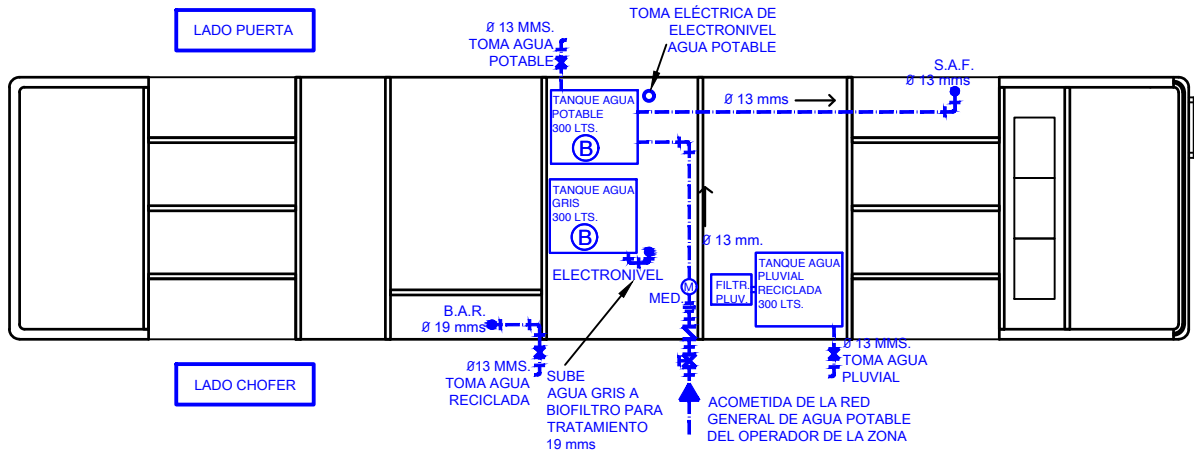 LADO PUERTA
Ø 13 MMS.
TOMA AGUA
POTABLE
TOMA ELÉCTRICA DE
ELECTRONIVEL
AGUA POTABLE
S.A.F.
Ø 13 mms
Ø 13 mms
TANQUE AGUA
POTABLE
300 LTS.
B
TANQUE AGUA
GRIS
300 LTS.
B
ELECTRONIVEL
Ø 13 mm.
MED.
M
FILTR.
PLUV.
TANQUE AGUA
PLUVIAL
RECICLADA
300 LTS.
B.A.R.
Ø 19 mms
LADO CHOFER
Ø13 MMS.
TOMA AGUA
RECICLADA
SUBE
AGUA GRIS A
BIOFILTRO PARA
TRATAMIENTO
19 mms
ACOMETIDA DE LA RED
GENERAL DE AGUA POTABLE
DEL OPERADOR DE LA ZONA
Ø 13 MMS.
TOMA AGUA
PLUVIAL